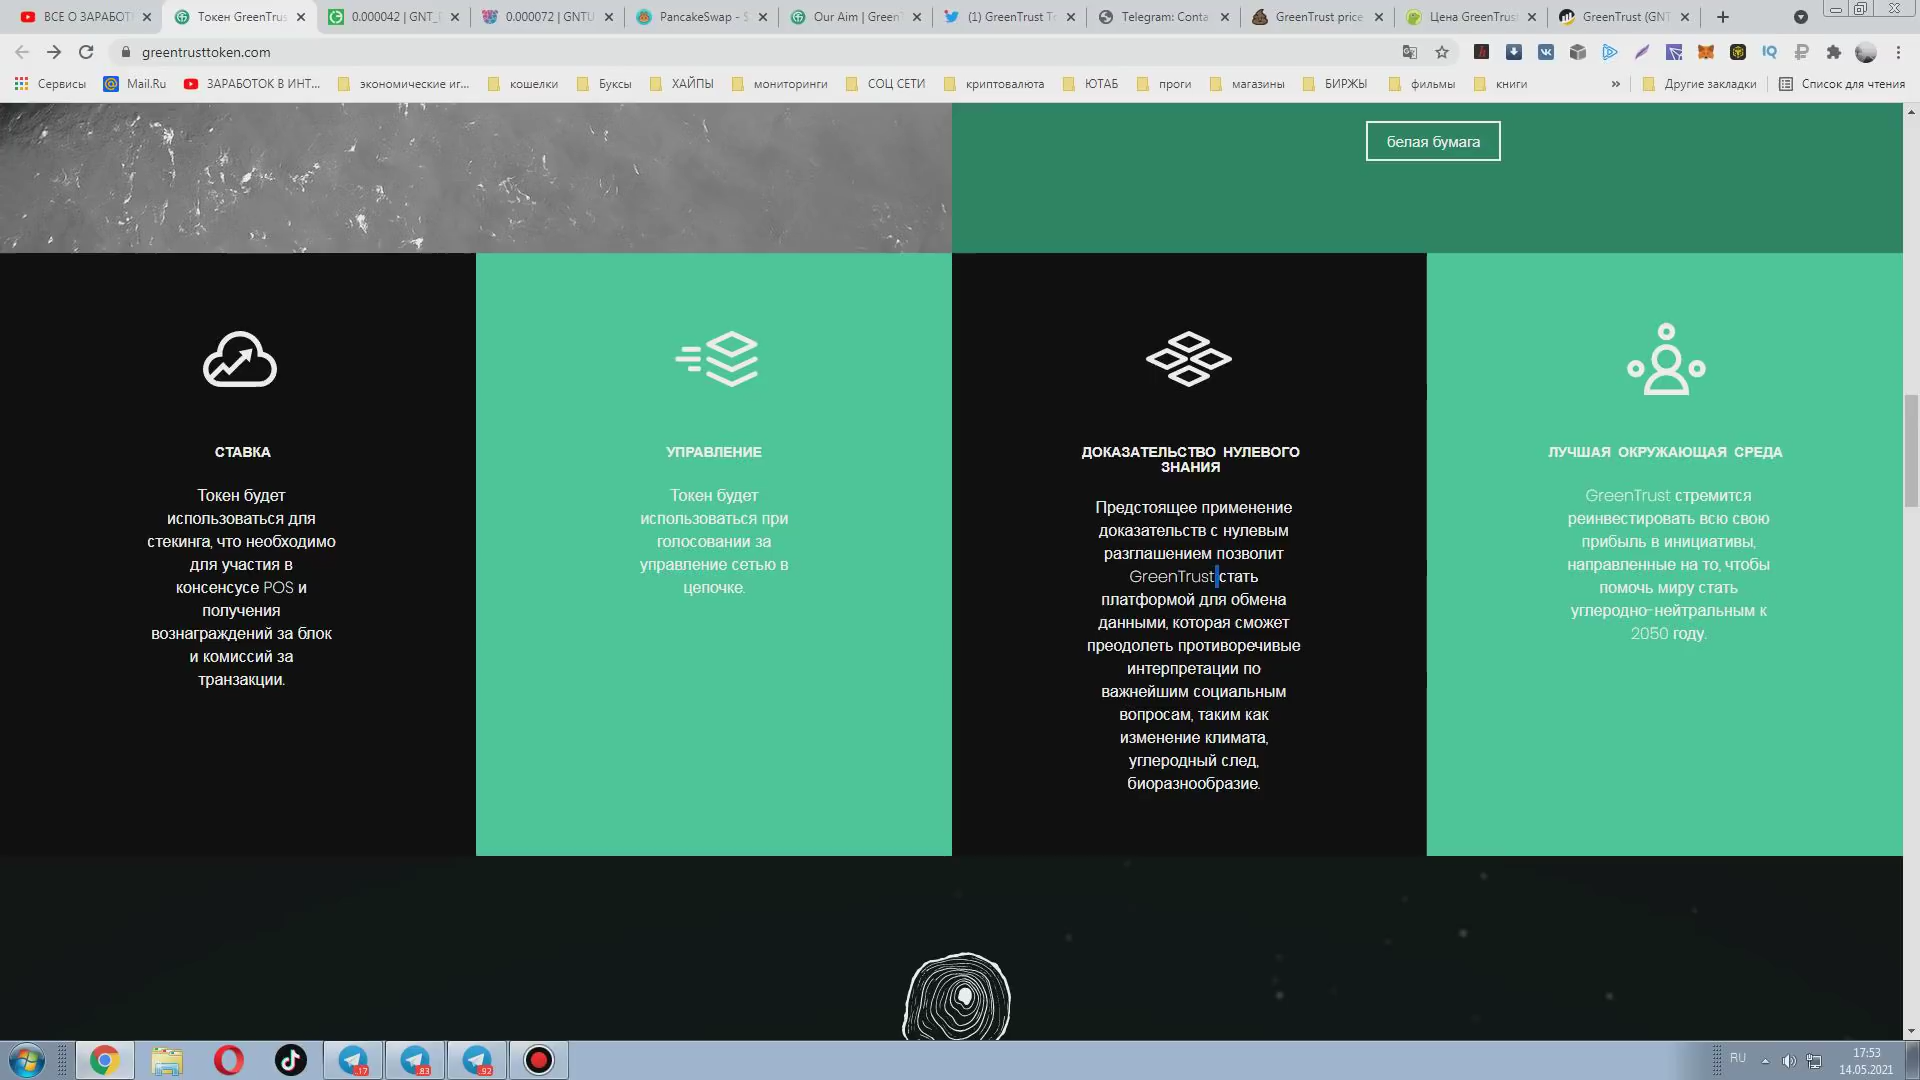 ВСЕ О ЗАРАБОТ
Токен GreenTrus
0.000042 | GNT_
0.000072 | GNTU
PancakeSwap - S
Our Aim | GreenT
(1) GreenTrust T
Telegram: Conta
GreenTrust price
Цена GreenTrus
GreenTrust (GNT
greentrusttoken.com
Сервисы
Mail.Ru
ЗАРАБОТОК В ИНТ...
экономические иг...
кошелки
Буксы
ХАЙПЫ
мониторинги
СОЦ СЕТИ
криптовалюта
ЮТАБ
проги
магазины
БИРЖЫ
фильмы
книги
»
Другие закладки
Список для чтения
белая бумага
СТАВКА
Токен будет
использоваться для
стекинга, что необходимо
для участия в
консенсусе POS и
получения
вознаграждений за блок
и комиссий за
транзакции.
УПРАВЛЕНИЕ
Токен будет
использоваться при
голосовании за
управление сетью в
цепочке.
ДОКАЗАТЕЛЬСТВО НУЛЕВОГО
ЗНАНИЯ
Предстоящее применение
доказательств с нулевым
разглашением позволит
GreenTrust стать
платформой для обмена
данными, которая сможет
преодолеть противоречивые
интерпретации по
важнейшим социальным
вопросам, таким как
изменение климата,
углеродный след,
биоразнообразие.
ЛУЧШАЯ ОКРУЖАЮЩАЯ СРЕДА
GreenTrust стремится
реинвестировать всю свою
прибыль в инициативы,
направленные на то, чтобы
помочь миру стать
углеродно-нейтральным к
2050 году.
..17
..83
..92
RU
17:53
14.05.2021